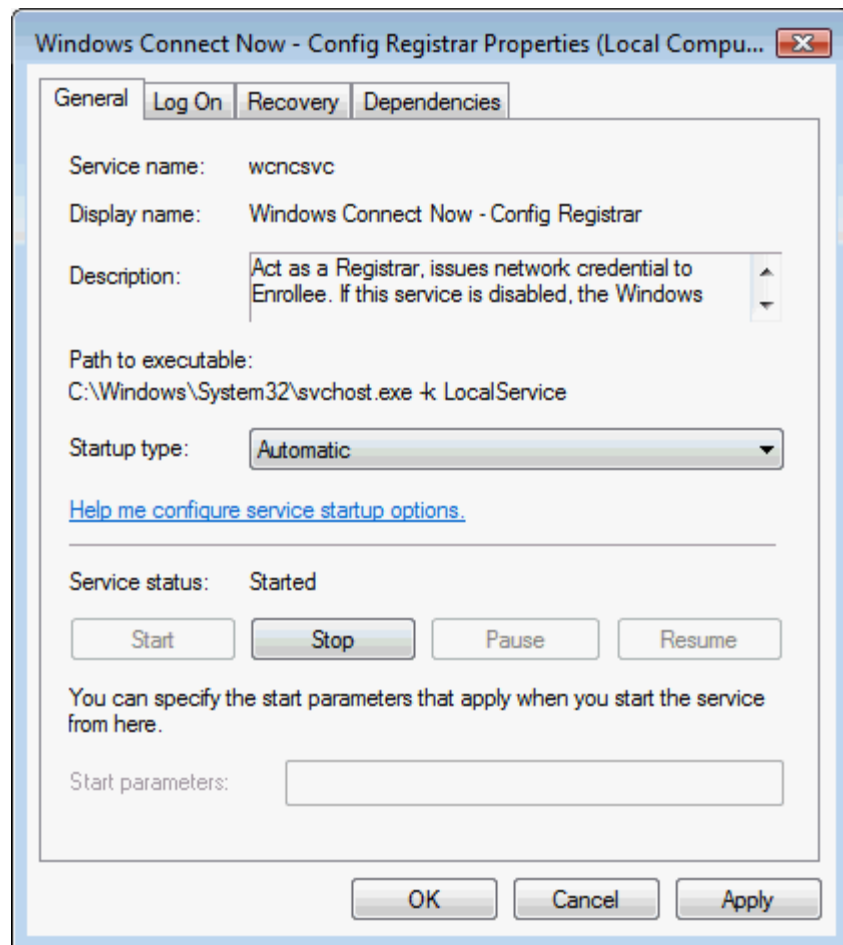 Windows Connect Now - Config Registrar Properties (Local Compu...
General Log On Recovery Dependencies
Service name: wcncsvc
Display name: Windows Connect Now - Config Registrar
Description: Act as a Registrar, issues network credential to
Enrollee. If this service is disabled, the Windows
Path to executable:
C:\Windows\System32\svchost.exe -k LocalService
Startup type: Automatic
Help me configure service startup options.
Service status: Started
Start Stop Pause Resume
You can specify the start parameters that apply when you start the service
from here.
Start parameters:
OK Cancel Apply